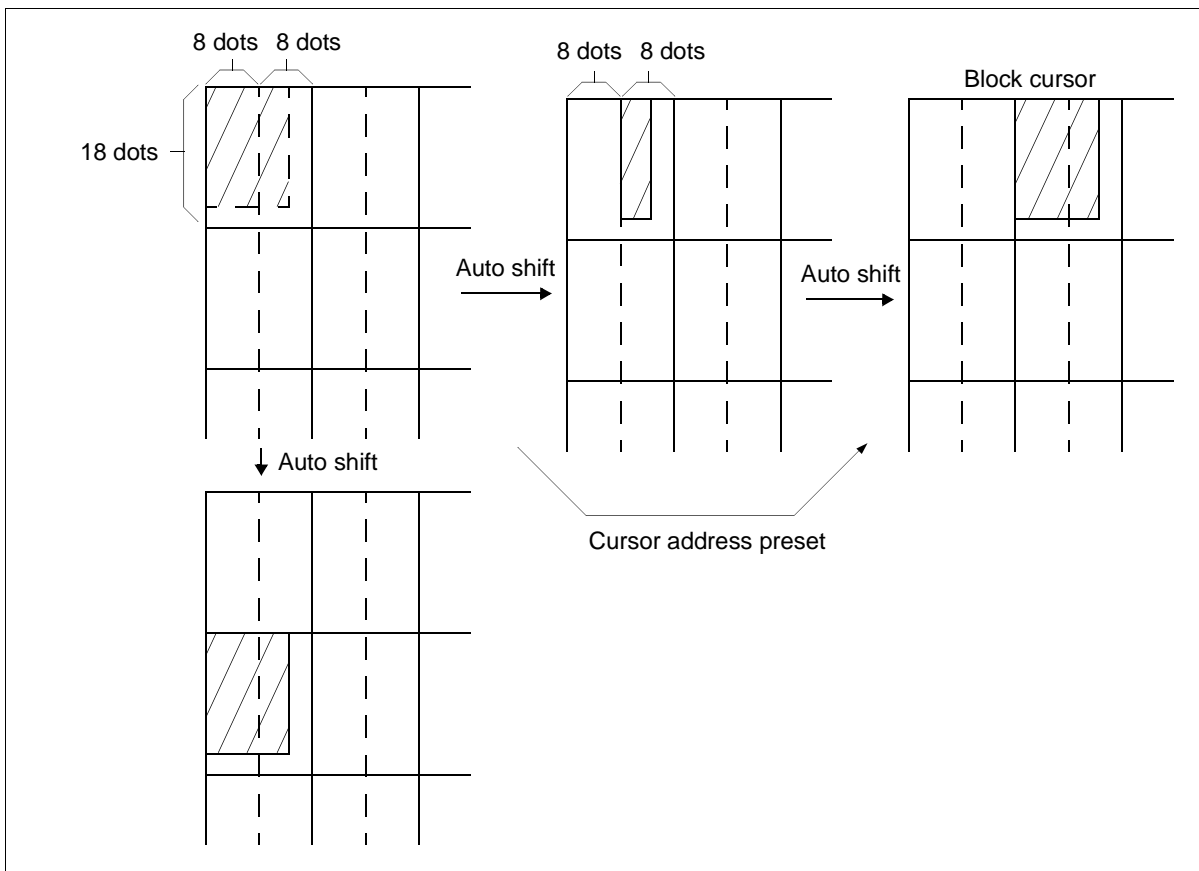 8 dots 8 dots
18 dots
8 dots 8 dots
Block cursor
Auto shift
Auto shift
Auto shift
Cursor address preset